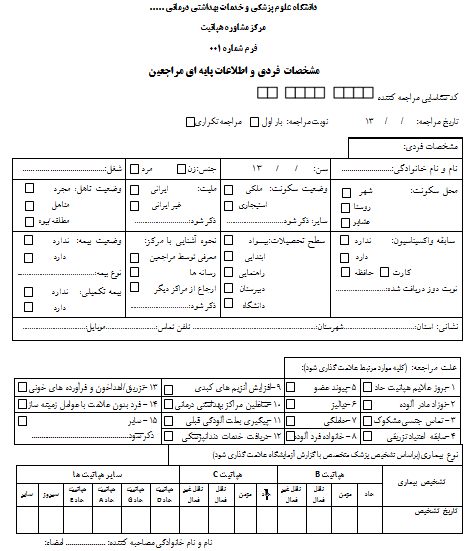 دانشگاه علوم پزشکی و خدمات بهداشتی درمانی .....
مرکز مشاوره هپاتیت
فرم شماره ۰۰۱
مشخصات فردی و اطلاعات پایه ای مراجعین
کد شناسایی مراجعه کننده
تاریخ مراجعه: / / ۱۳ نوبت مراجعه: بار اول مراجعه تکراری
مشخصات فردی:
نام و نام خانوادگی:........ سن: / / ۱۳ جنس: زن مرد شغل:........
محل سکونت: شهر روستا عشایر
وضعیت سکونت: ملکی استیجاری سایر: ذکر شود:........
ملیت: ایرانی غیر ایرانی ذکر شود:........
وضعیت تاهل: مجرد متاهل مطلقه/بیوه
سابقه واکسیناسیون: ندارد دارد کارت حافظه نوبت دوز دریافت شده:........
سطح تحصیلات: بیسواد ابتدایی راهنمایی دبیرستان دانشگاه
نحوه آشنایی با مرکز: معرفی توسط مراجعین رسانه ها ارجاع از مراکز دیگر ذکر شود:........
وضعیت بیمه: ندارد دارد نوع بیمه:........
بیمه تکمیلی: ندارد دارد
نشانی: استان:........ شهرستان:........ تلفن تماس:........ موبایل:........
علت مراجعه: (کلیه موارد مرتبط علامت گذاری شود):
۱-بروز علایم هپاتیت حاد ۵-پیوند عضو ۹-افزایش آنزیم های کبدی ۱۳-تزریق/اهداخون و فرآورده های خونی
۲-نوزاد مادر آلوده ۶-دیالیز ۱۰-شاغلین مراکز بهداشتی درمانی ۱۴-فرد بدون علامت با عوامل زمینه ساز
۳-تماس جنسی مشکوک ۷-حاملگی ۱۱-پیگیری بعلت آلودگی قبلی ۱۵-سایر
۴-سابقه اعتیاد تزریقی ۸-خانواده فرد آلوده ۱۲-دریافت خدمات دندانپزشکی ذکر شود:........
نوع بیماری(براساس تشخیص پزشک متخصص با گزارش آزمایشگاه علامت گذاری شود)
تشخیص بیماری هپاتیت B هپاتیت C سایر هپاتیت ها
حاد مزمن ناقل فعال ناقل غیر فعال حاد مزمن ناقل فعال ناقل غیر فعال هپاتیت D هپاتیت G هپاتیت A هپاتیت E سیروز سایر
تاریخ تشخیص
نام و نام خانوادگی مصاحبه کننده: ........ امضاء: